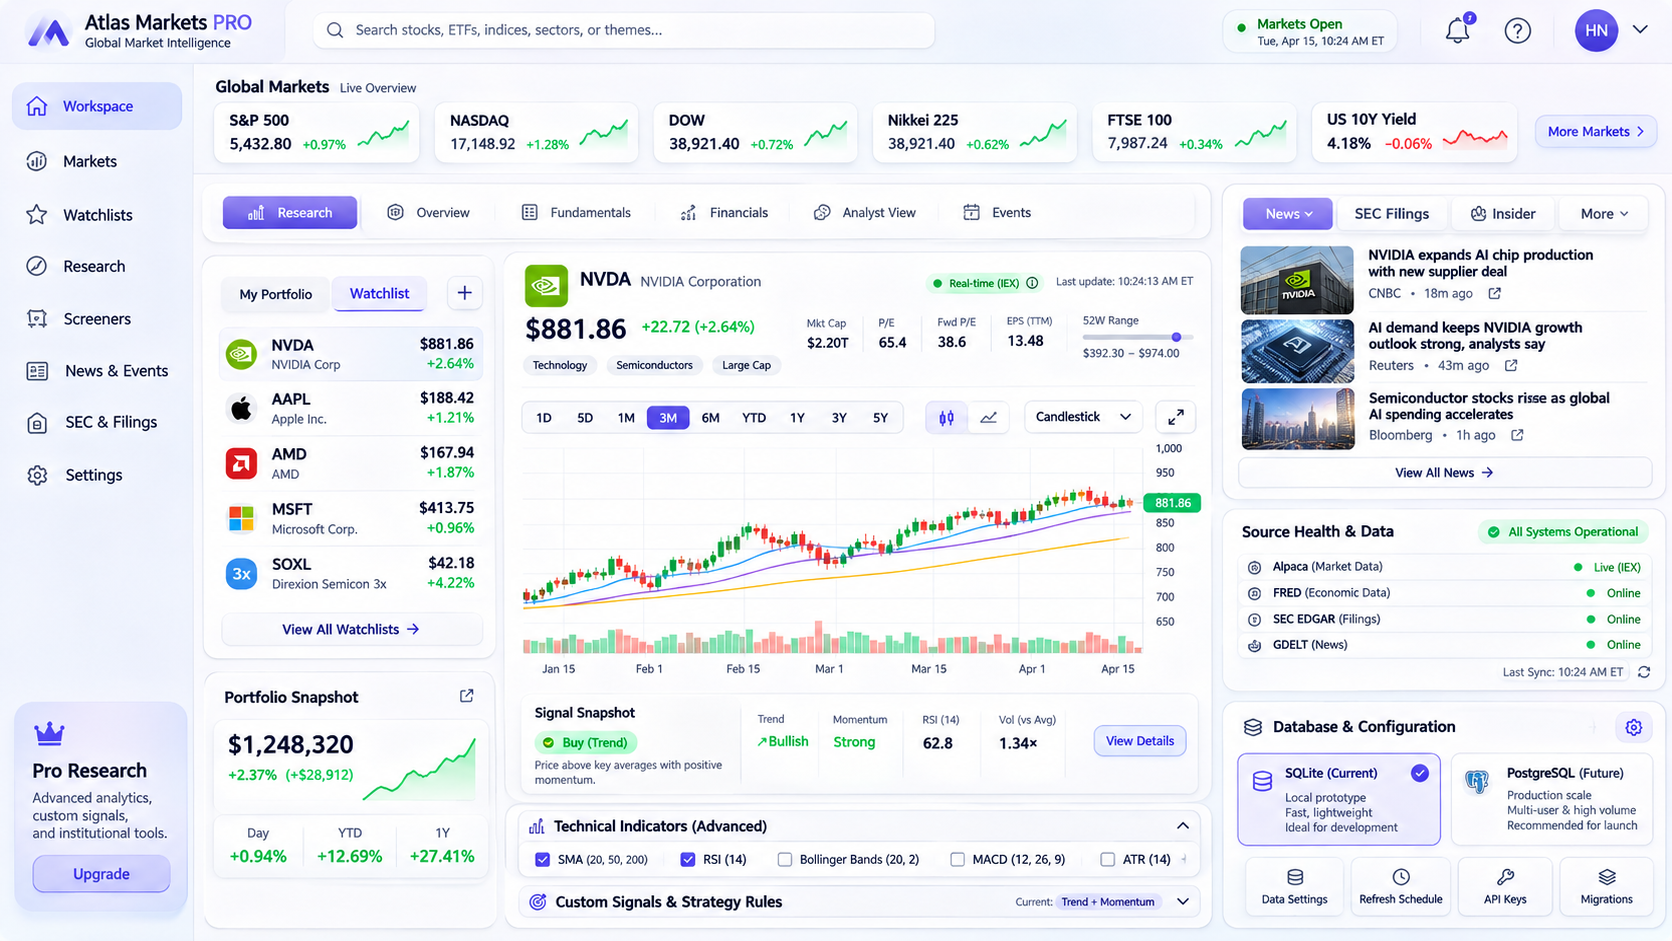 Atlas Markets PRO
Global Market Intelligence
Search stocks, ETFs, indices, sectors, or themes...
Markets Open
Tue, Apr 15, 10:24 AM ET
HN
Workspace
Markets
Watchlists
Research
Screeners
News & Events
SEC & Filings
Settings
Pro Research
Advanced analytics,
custom signals,
and institutional tools.
Upgrade
Global Markets Live Overview
S&P 500
5,432.80 +0.97%
NASDAQ
17,148.92 +1.28%
DOW
38,921.40 +0.72%
Nikkei 225
38,921.40 +0.62%
FTSE 100
7,987.24 +0.34%
US 10Y Yield
4.18% -0.06%
More Markets
Research
Overview
Fundamentals
Financials
Analyst View
Events
My Portfolio
Watchlist
NVDA $881.86
NVIDIA Corp +2.64%
AAPL $188.42
Apple Inc. +1.21%
AMD $167.94
AMD +1.87%
MSFT $413.75
Microsoft Corp. +0.96%
3x
SOXL $42.18
Direxion Semicon 3x +4.22%
View All Watchlists →
Portfolio Snapshot
$1,248,320
+2.37% (+$28,912)
Day YTD 1Y
+0.94% +12.69% +27.41%
NVDA NVIDIA Corporation
Real-time (IEX)
Last update: 10:24:13 AM ET
$881.86 +22.72 (+2.64%)
Technology Semiconductors Large Cap
Mkt Cap
$2.20T
P/E
65.4
Fwd P/E
38.6
EPS (TTM)
13.48
52W Range
$392.30 – $974.00
1D 5D 1M 3M 6M YTD 1Y 3Y 5Y
Candlestick
1,000
950
881.86
850
800
750
700
650
Jan 15 Feb 1 Feb 15 Mar 1 Mar 15 Apr 1 Apr 15
Signal Snapshot
Buy (Trend)
Price above key averages with positive
momentum.
Trend
↗Bullish
Momentum
Strong
RSI (14)
62.8
Vol (vs Avg)
1.34×
View Details
Technical Indicators (Advanced)
SMA (20, 50, 200)
RSI (14)
Bollinger Bands (20, 2)
MACD (12, 26, 9)
ATR (14)
Custom Signals & Strategy Rules
Current: Trend + Momentum
News
SEC Filings
Insider
More
NVIDIA
NVIDIA expands AI chip production
with new supplier deal
CNBC • 18m ago
AI demand keeps NVIDIA growth
outlook strong, analysts say
Reuters • 43m ago
Semiconductor stocks risse as global
AI spending accelerates
Bloomberg • 1h ago
View All News →
Source Health & Data
All Systems Operational
Alpaca (Market Data) Live (IEX)
FRED (Economic Data) Online
SEC EDGAR (Filings) Online
GDELT (News) Online
Last Sync: 10:24 AM ET
Database & Configuration
SQLite (Current)
Local prototype
Fast, lightweight
Ideal for development
PostgreSQL (Future)
Production scale
Multi-user & high volume
Recommended for launch
Data Settings
Refresh Schedule
API Keys
Migrations